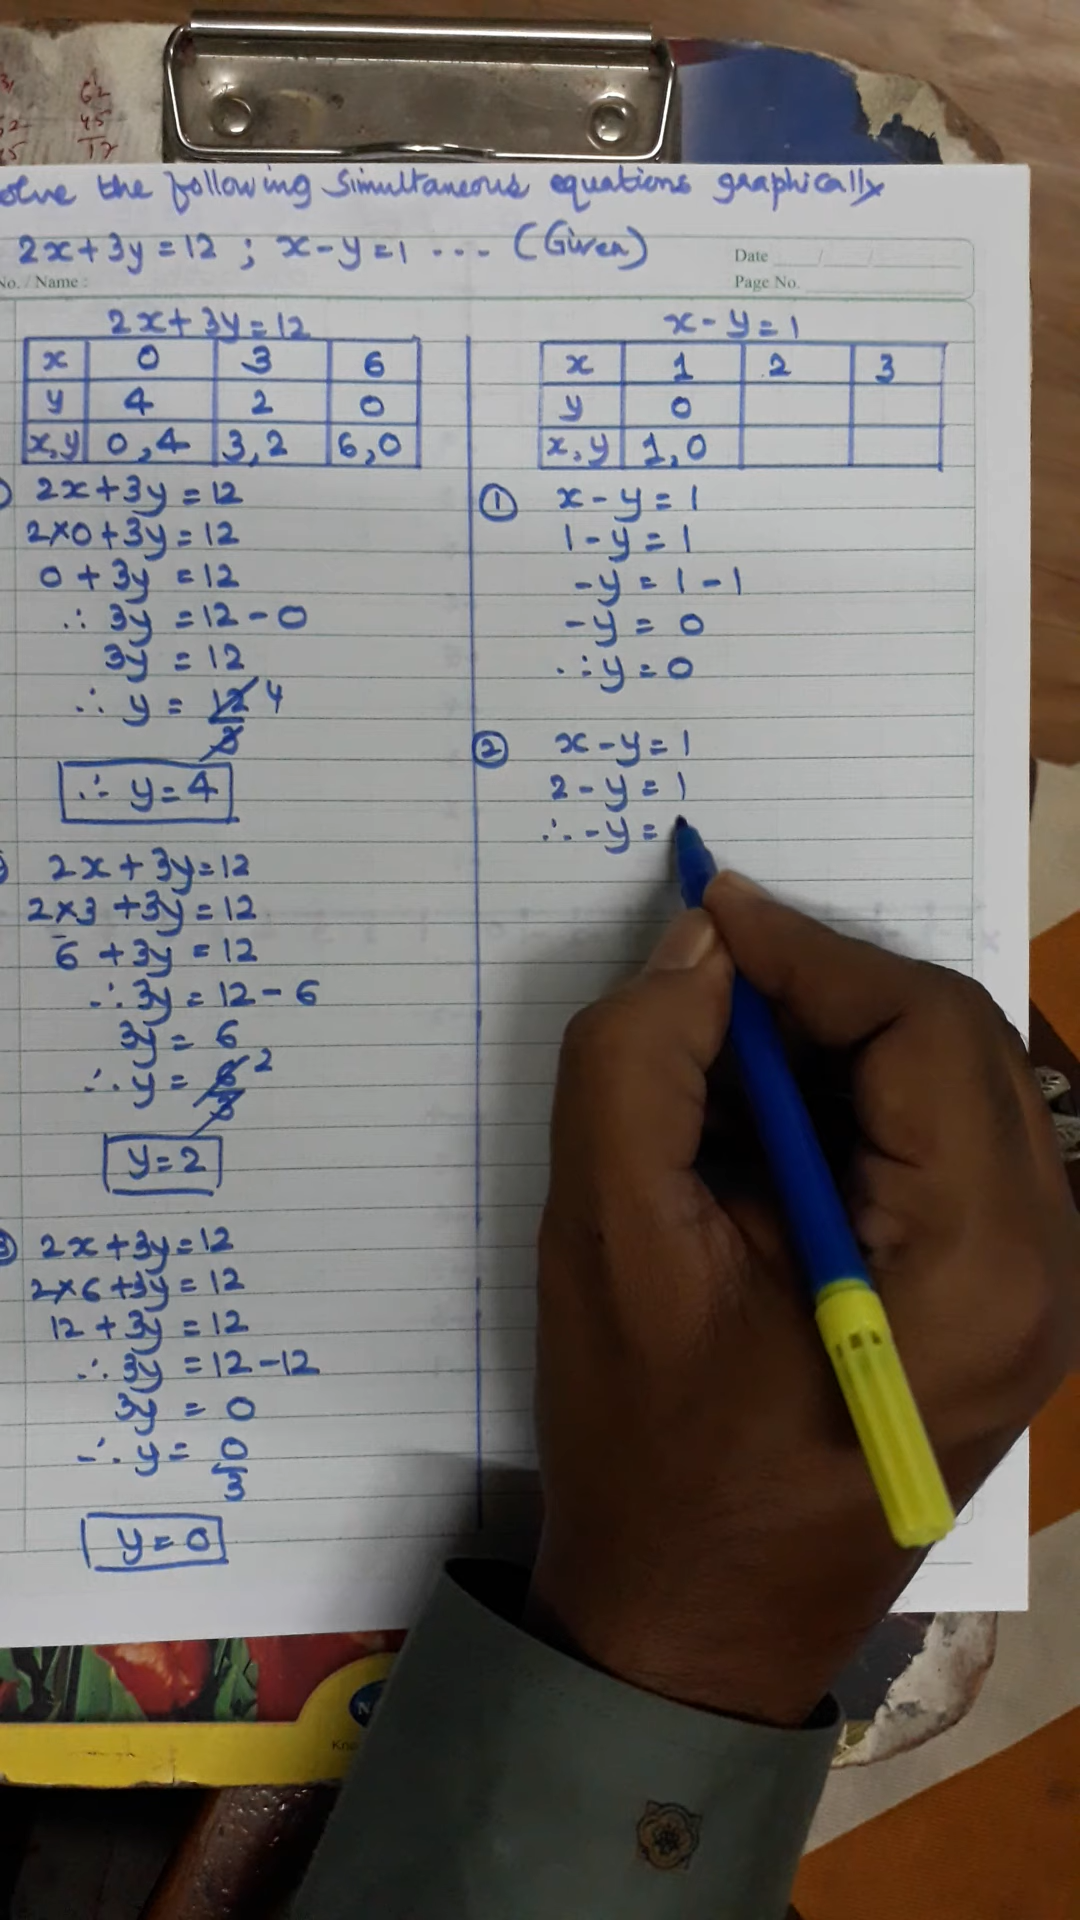 62
45
17
olve the following Simultaneous equations graphically
2x+3y=12 ; x-y=1 ... (Given)
Date
No. / Name :
Page No.
2x+3y=12
x 0 3 6
y 4 2 0
x,y 0,4 3,2 6,0
2x+3y=12
2×0+3y=12
0+3y=12
∴ 3y=12-0
3y=12
∴ y=12/3 4
∴ y=4
2x+3y=12
2×3+3y=12
6+3y=12
∴ 3y=12-6
3y=6
∴ y=6/3 2
y=2
2x+3y=12
2×6+3y=12
12+3y=12
∴ 3y=12-12
3y=0
∴ y=0/3
y=0
x-y=1
x 1 2 3
y 0
x,y 1,0
① x-y=1
1-y=1
-y=1-1
-y=0
∴ y=0
② x-y=1
2-y=1
∴ -y=